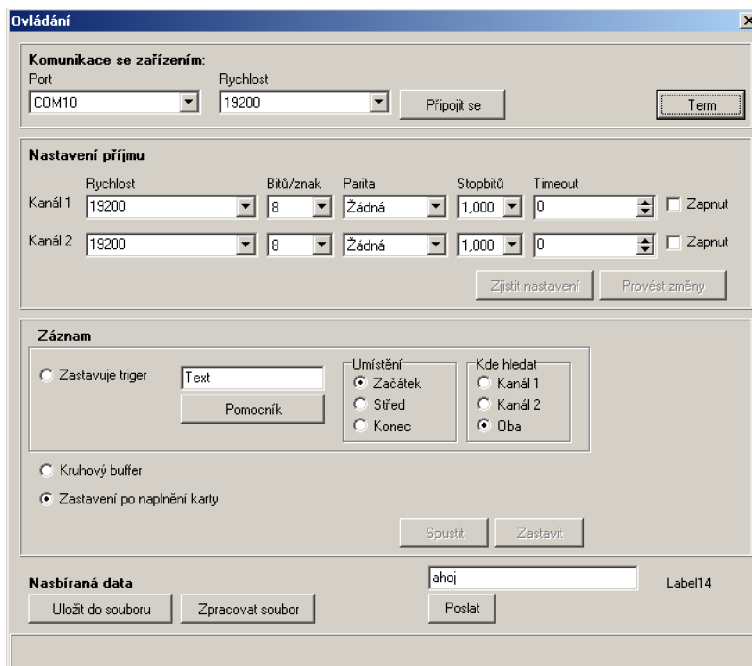 Ovládání
Komunikace se zařízením:
Port Rychlost
COM10 19200 Připojit se Term
Nastavení příjmu
Rychlost Bitů/znak Parita Stopbitů Timeout
Kanál 1 19200 8 Žádná 1,000 0 Zapnut
Kanál 2 19200 8 Žádná 1,000 0 Zapnut
Zjistit nastavení Provést změny
Záznam
Umístění Kde hledat
Zastavuje triger Text Začátek Kanál 1
Pomocník Střed Kanál 2
Konec Oba
Kruhový buffer
Zastavení po naplnění karty
Spustit Zastavit
Nasbíraná data ahoj Label14
Uložit do souboru Zpracovat soubor Poslat